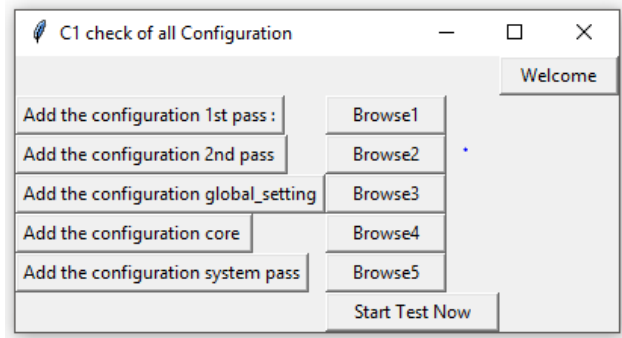 C1 check of all Configuration
Welcome
Add the configuration 1st pass : Browse1
Add the configuration 2nd pass Browse2
Add the configuration global_setting Browse3
Add the configuration core Browse4
Add the configuration system pass Browse5
Start Test Now